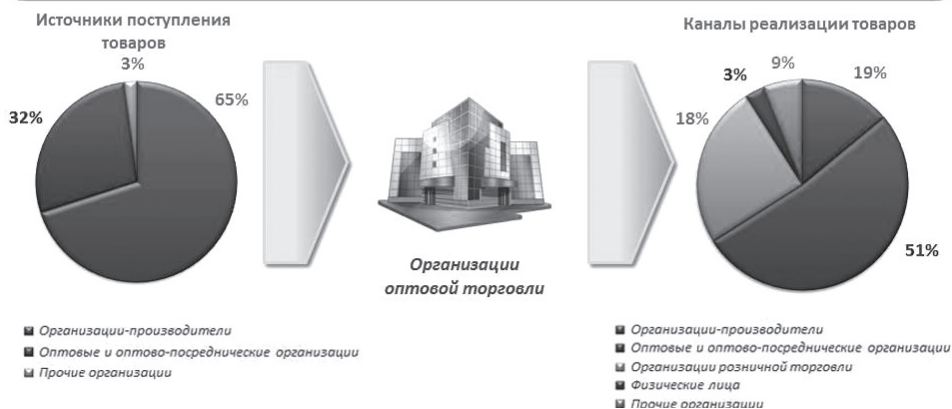 Источники поступления
товаров
3%
65%
32%
Организации
оптовой торговли
Каналы реализации товаров
3%
9%
19%
18%
51%
Организации-производители
Оптовые и оптово-посреднические организации
Прочие организации
Организации-производители
Оптовые и оптово-посреднические организации
Организации розничной торговли
Физические лица
Прочие организации